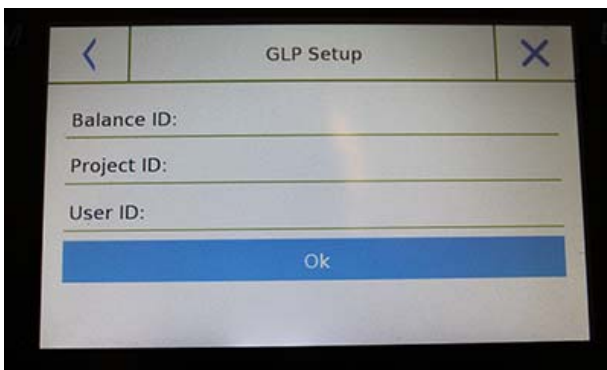 GLP Setup
Balance ID:
Project ID:
User ID:
Ok